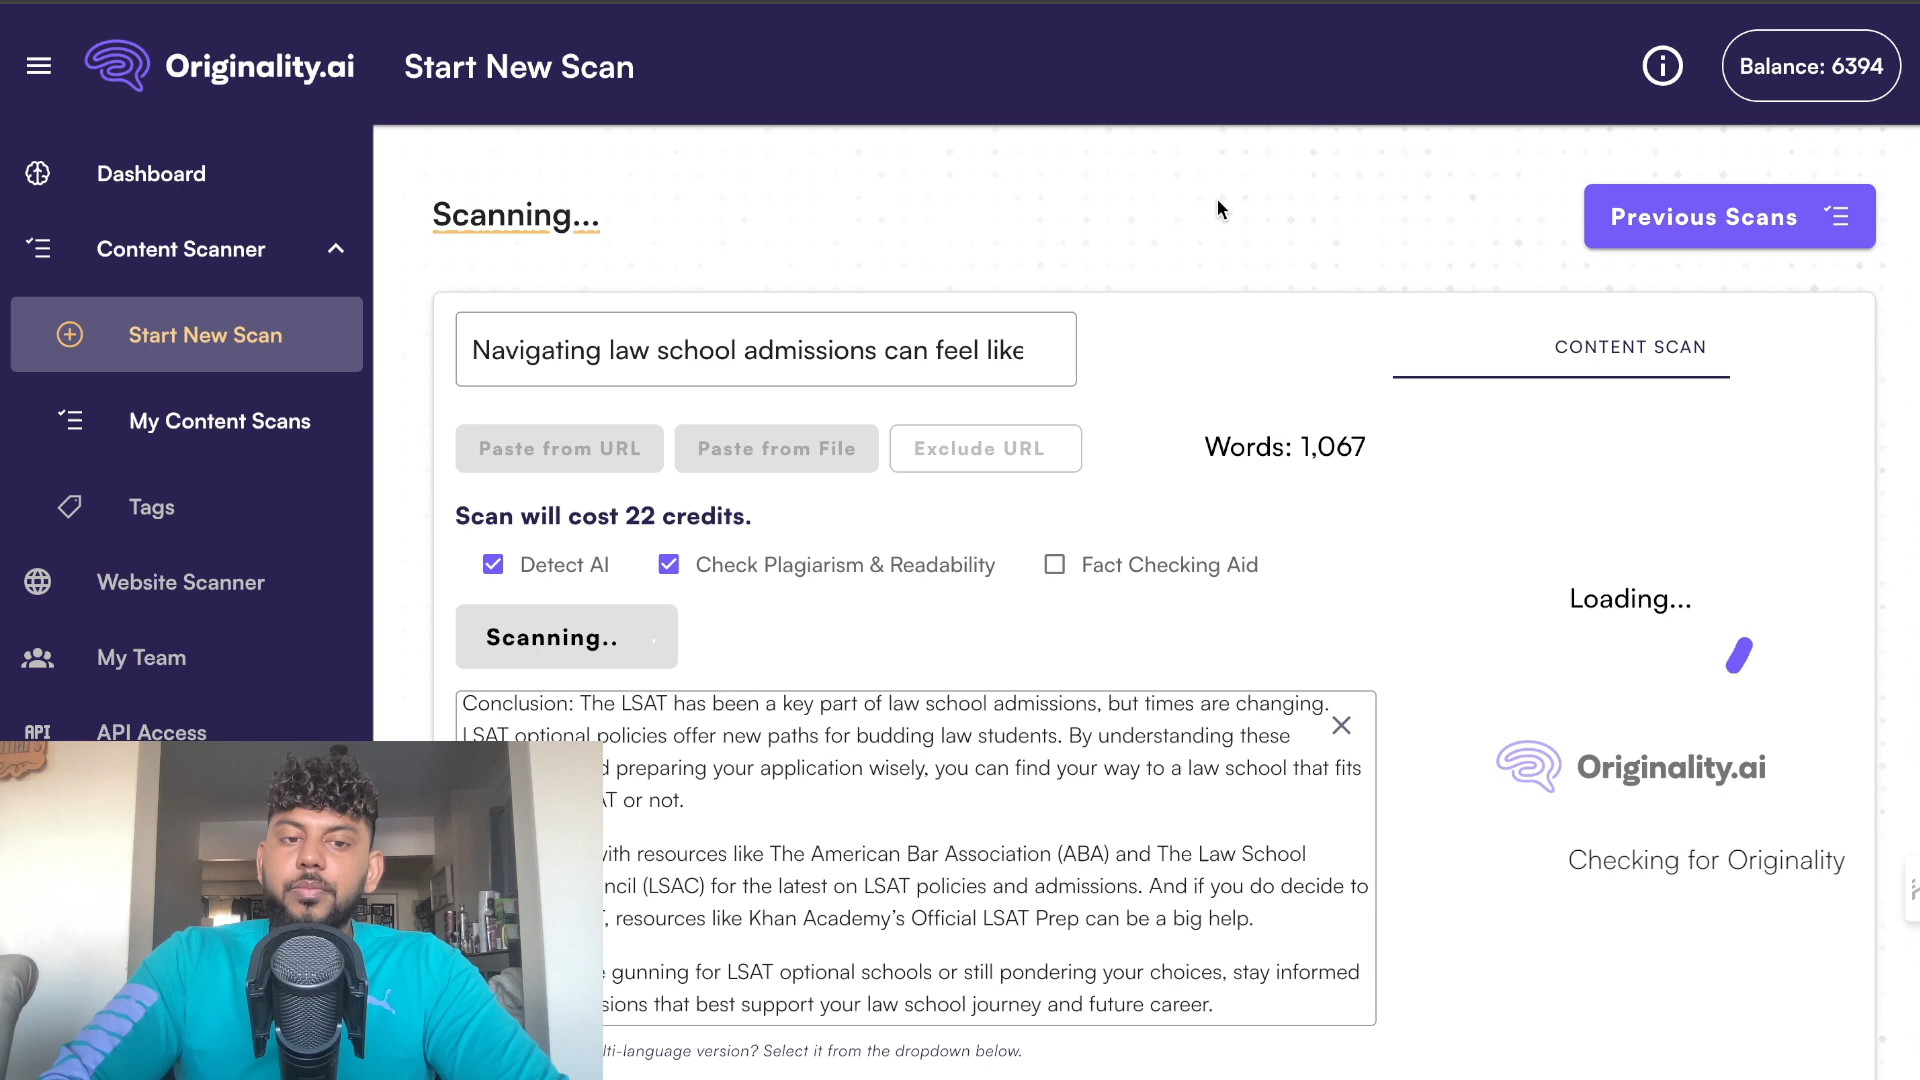 Originality.ai
Start New Scan
Balance: 6394
Dashboard
Content Scanner
Start New Scan
My Content Scans
Tags
Website Scanner
My Team
API
API Access
Scanning...
Previous Scans
Navigating law school admissions can feel like
CONTENT SCAN
Paste from URL
Paste from File
Exclude URL
Words: 1,067
Scan will cost 22 credits.
Detect AI
Check Plagiarism & Readability
Fact Checking Aid
Scanning..
Loading...
Conclusion: The LSAT has been a key part of law school admissions, but times are changing.
LSAT optional policies offer new paths for budding law students. By understanding these
preparing your application wisely, you can find your way to a law school that fits
or not.
resources like The American Bar Association (ABA) and The Law School
(LSAC) for the latest on LSAT policies and admissions. And if you do decide to
resources like Khan Academy’s Official LSAT Prep can be a big help.
gunning for LSAT optional schools or still pondering your choices, stay informed
that best support your law school journey and future career.
Originality.ai
Checking for Originality
version? Select it from the dropdown below.